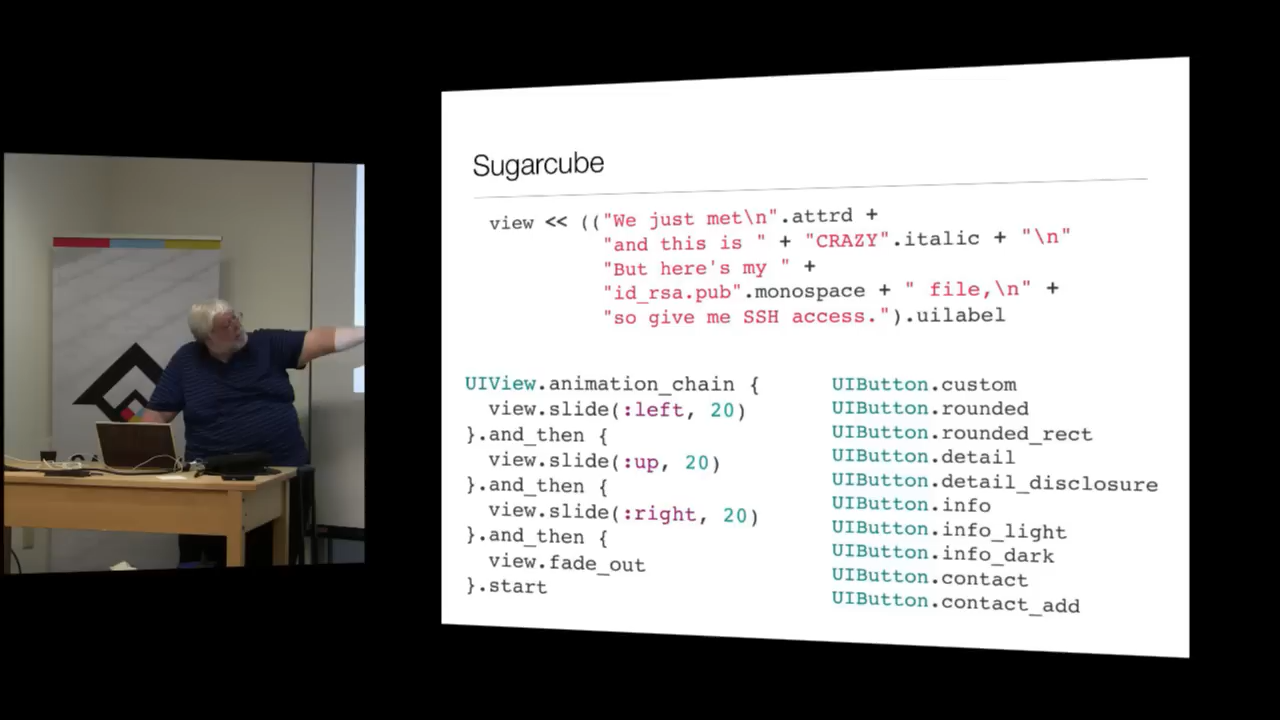 Sugarcube
view << (("We just met\n".attrd +
"and this is " + "CRAZY".italic + "\n"
"But here's my " +
"id_rsa.pub".monospace + " file,\n" +
"so give me SSH access.").uilabel
UIView.animation_chain {
view.slide(:left, 20)
}.and_then {
view.slide(:up, 20)
}.and_then {
view.slide(:right, 20)
}.and_then {
view.fade_out
}.start
UIButton.custom
UIButton.rounded
UIButton.rounded_rect
UIButton.detail
UIButton.detail_disclosure
UIButton.info
UIButton.info_light
UIButton.info_dark
UIButton.contact
UIButton.contact_add